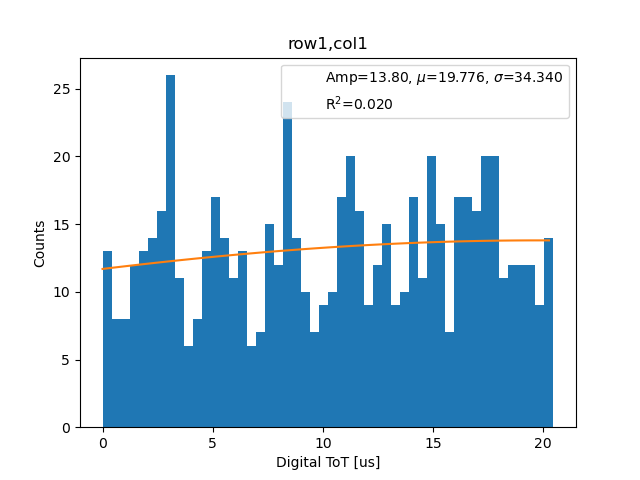 row1,col1
Amp=13.80, μ=19.776, σ=34.340
R²=0.020
Counts
25
20
15
10
5
0
0 5 10 15 20
Digital ToT [us]